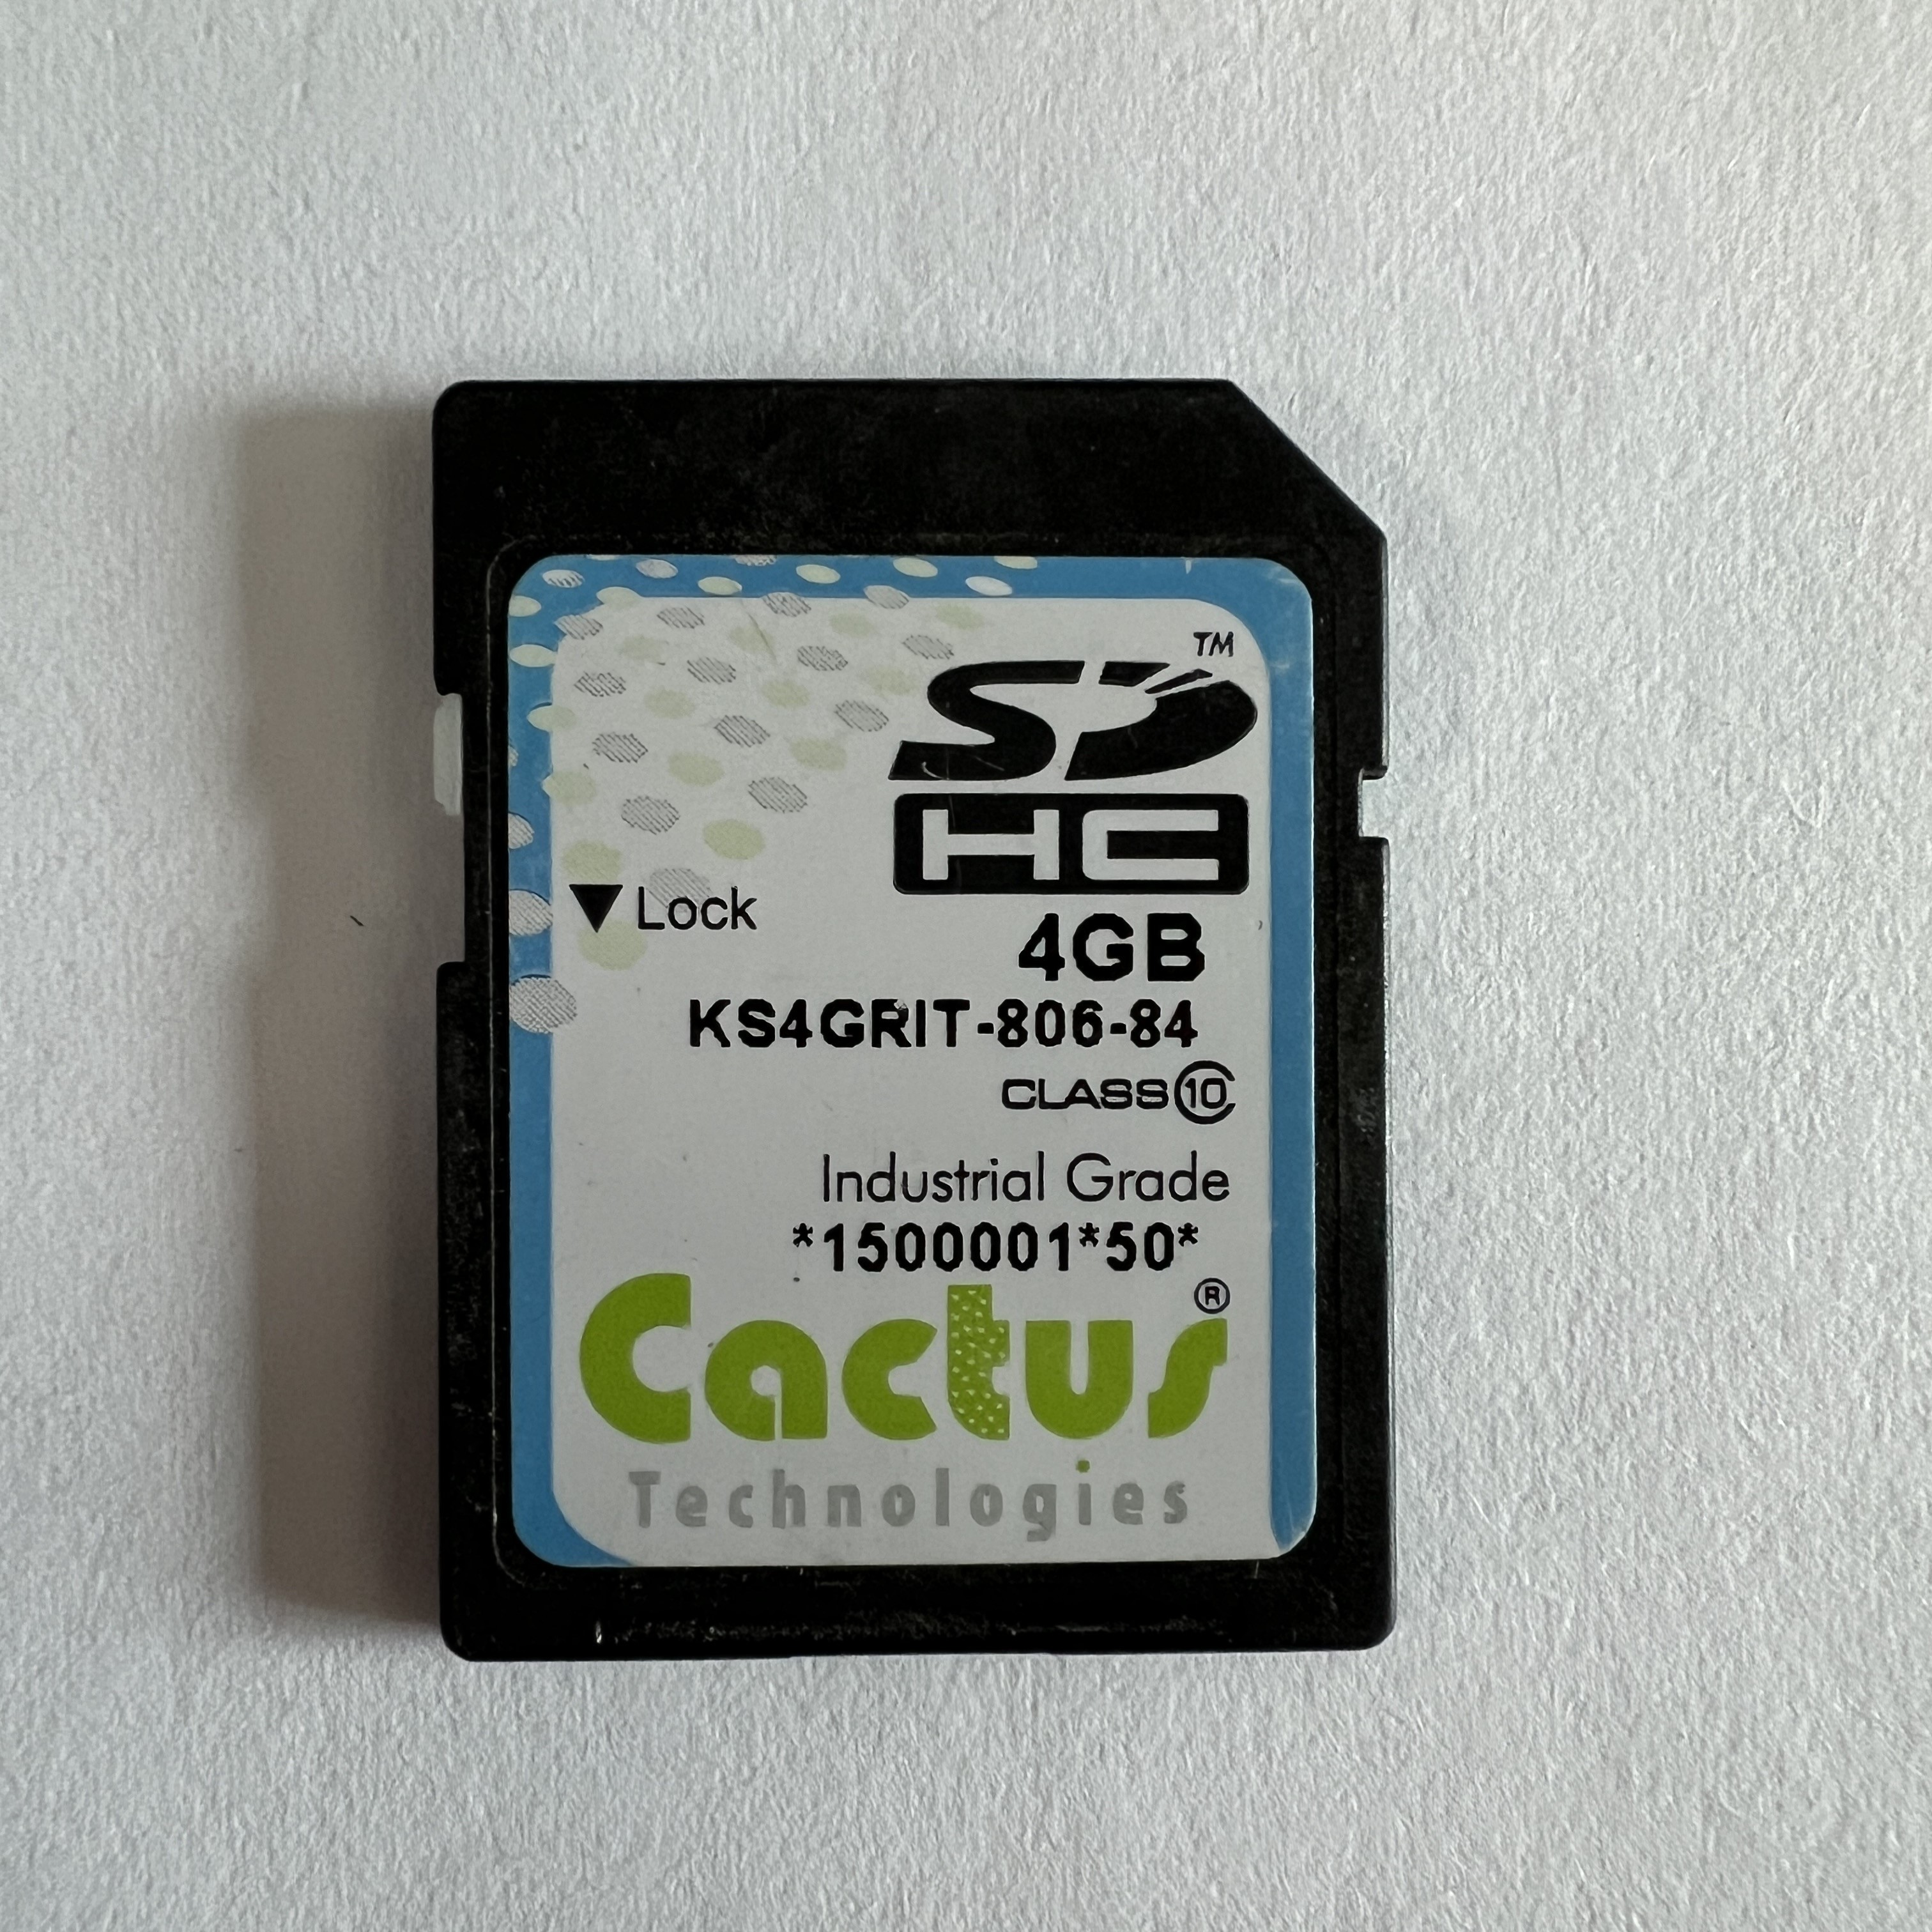 TM
SD
HC
▼ Lock
4GB
KS4GRIT-806-84
CLASS 10
Industrial Grade
*1500001*50*
Cactus ®
Technologies